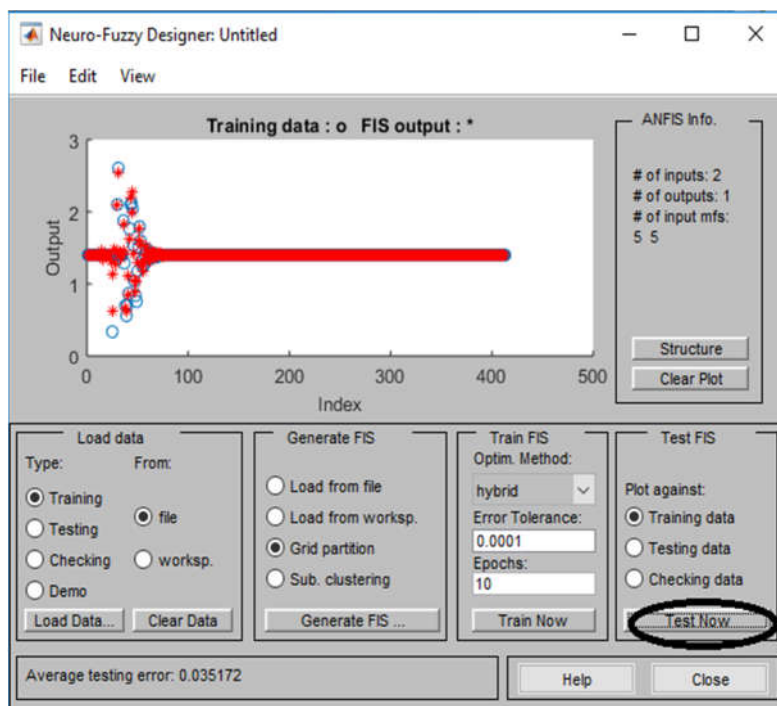 Neuro-Fuzzy Designer: Untitled
File Edit View
Training data : o FIS output : *
3
2
1
0
Output
0 100 200 300 400 500
Index
ANFIS Info.
# of inputs: 2
# of outputs: 1
# of input mfs:
5 5
Structure
Clear Plot
Load data
Type: From:
Training
Testing
Checking
Demo
file
worksp.
Load Data... Clear Data
Generate FIS
Load from file
Load from worksp.
Grid partition
Sub. clustering
Generate FIS ...
Train FIS
Optim. Method:
hybrid
Error Tolerance:
0.0001
Epochs:
10
Train Now
Test FIS
Plot against:
Training data
Testing data
Checking data
Test Now
Average testing error: 0.035172
Help Close